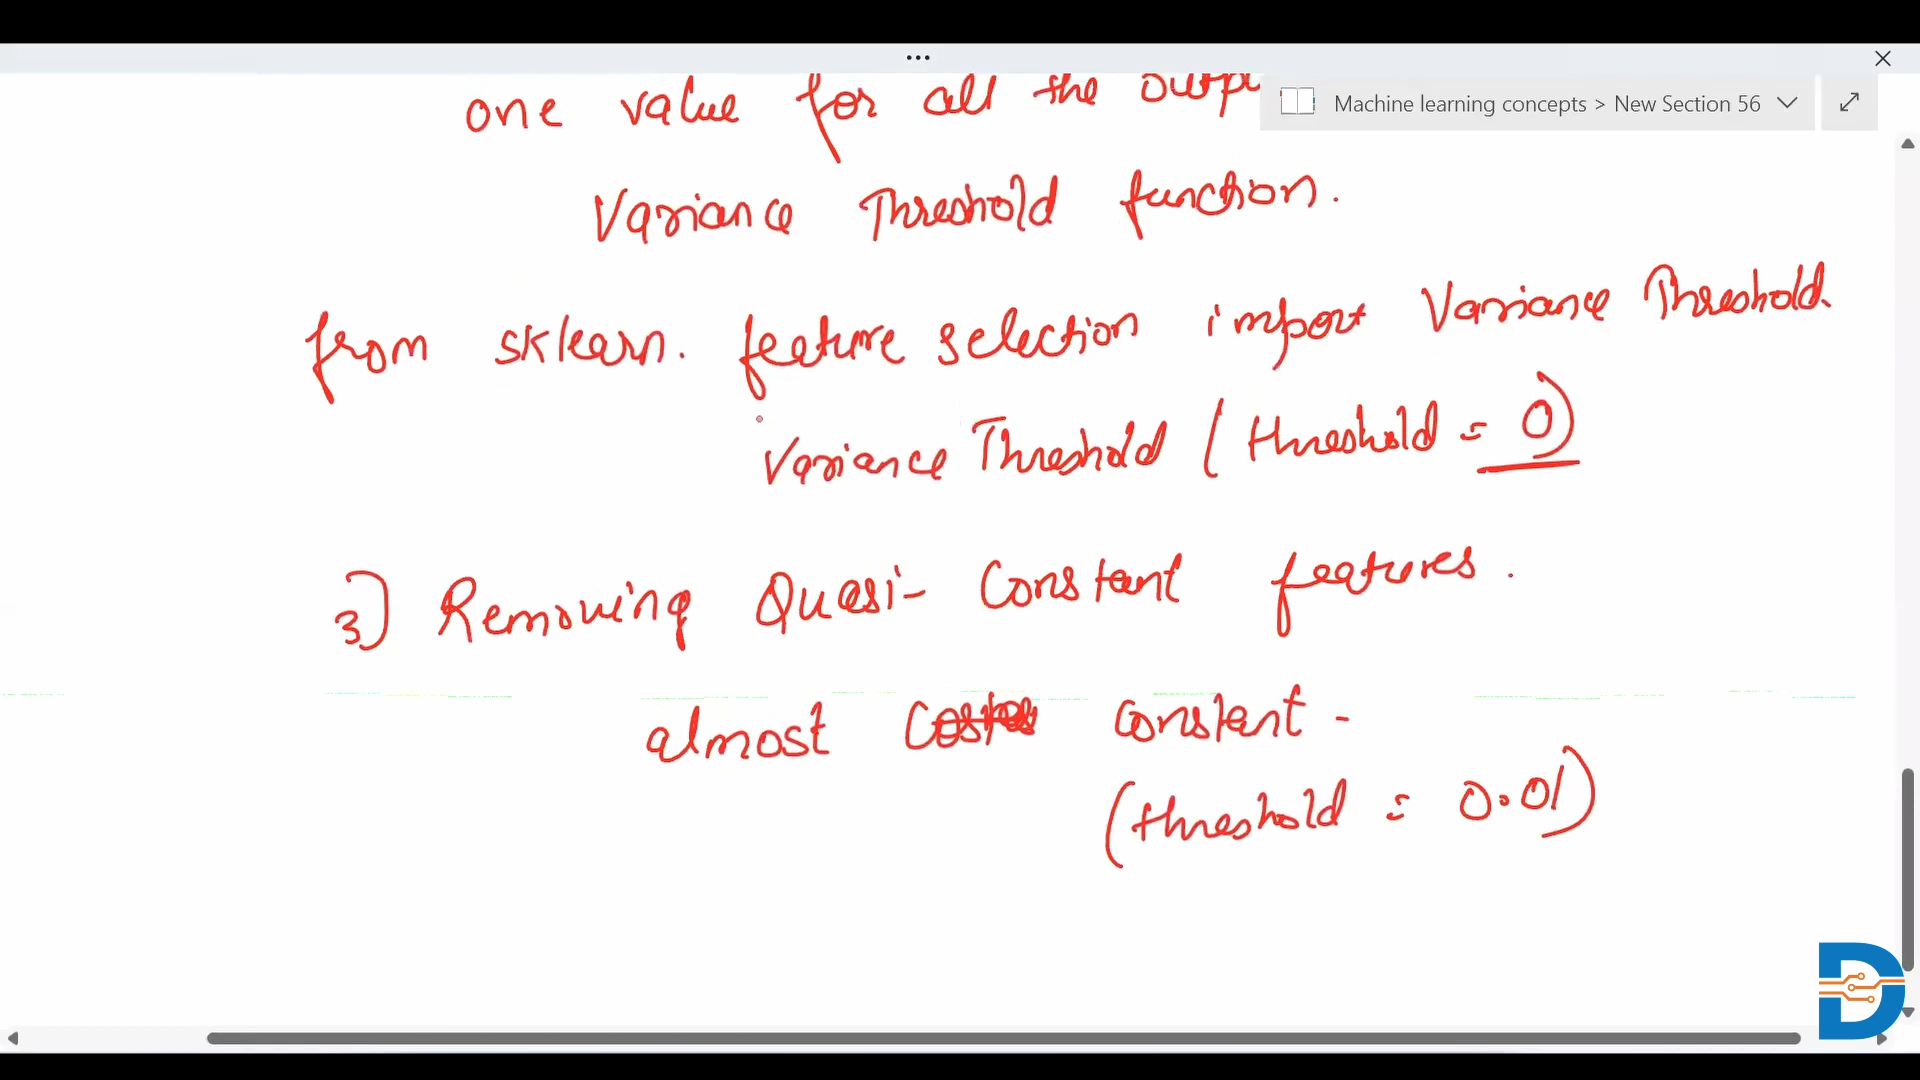 ...
one value for all the outpu
Machine learning concepts > New Section 56
Variance Threshold function.
from sklearn. feature selection import Variance Threshold.
Variance Threshold (threshold = 0)
3) Removing Quasi- Constant features.
almost constant -
(threshold = 0.01)